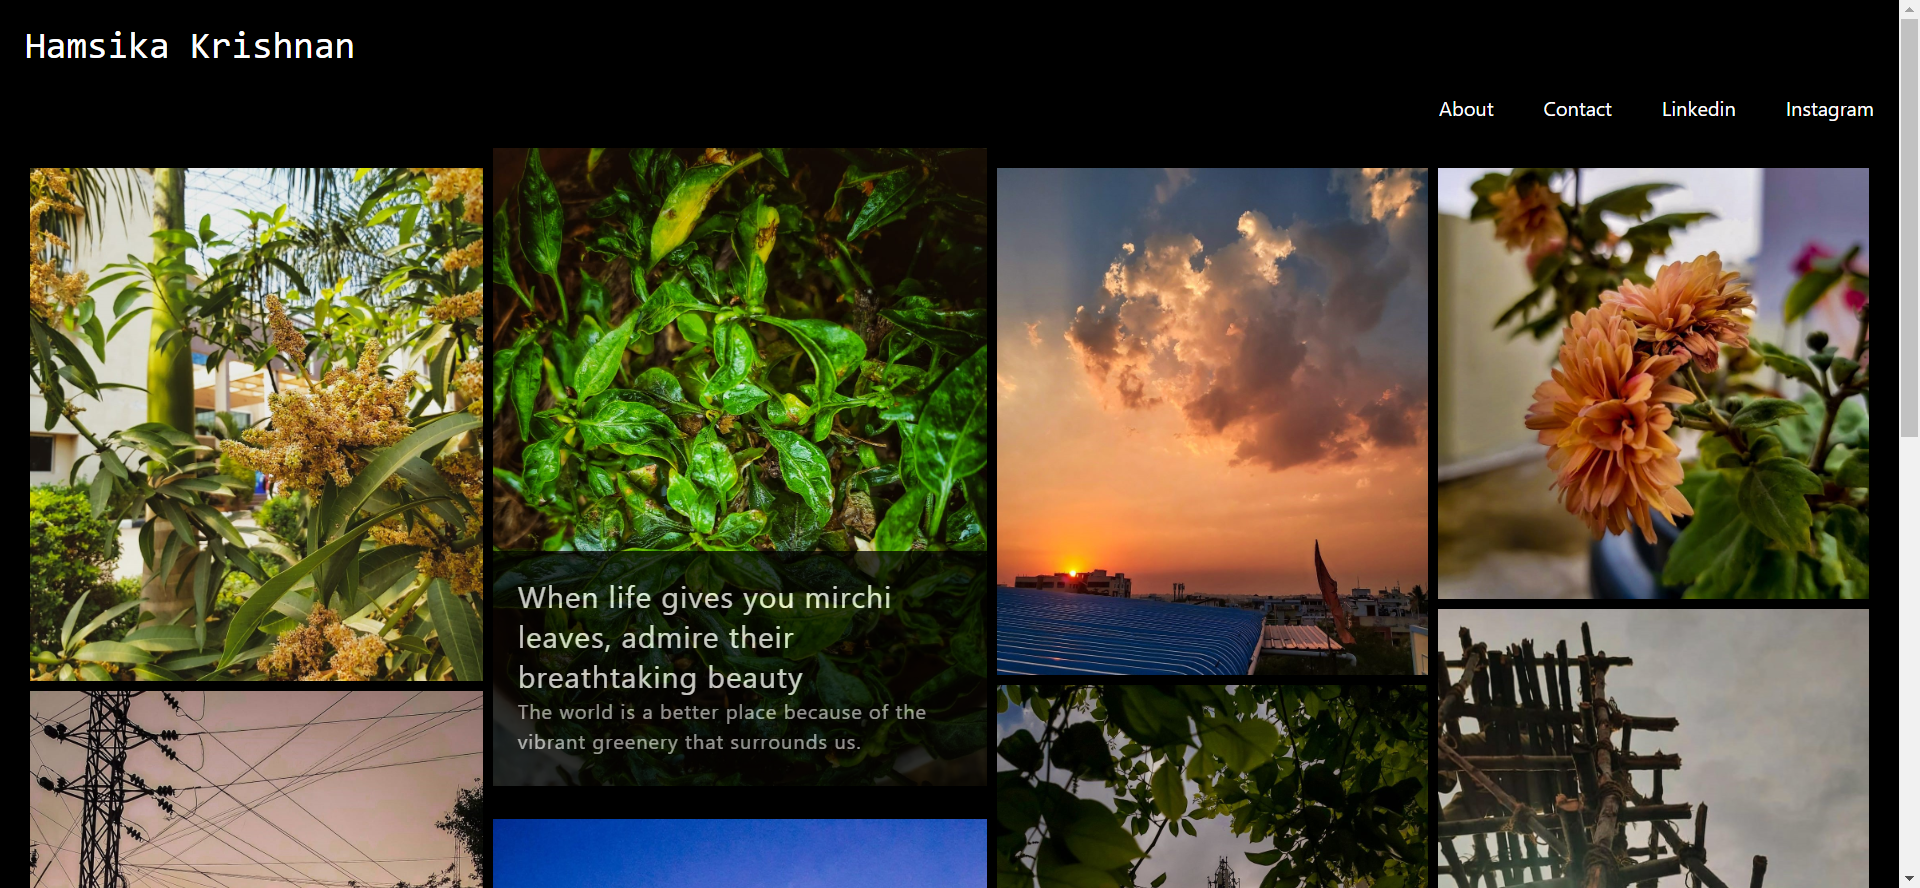 Hamsika Krishnan
About Contact Linkedin Instagram
When life gives you mirchi
leaves, admire their
breathtaking beauty
The world is a better place because of the
vibrant greenery that surrounds us.